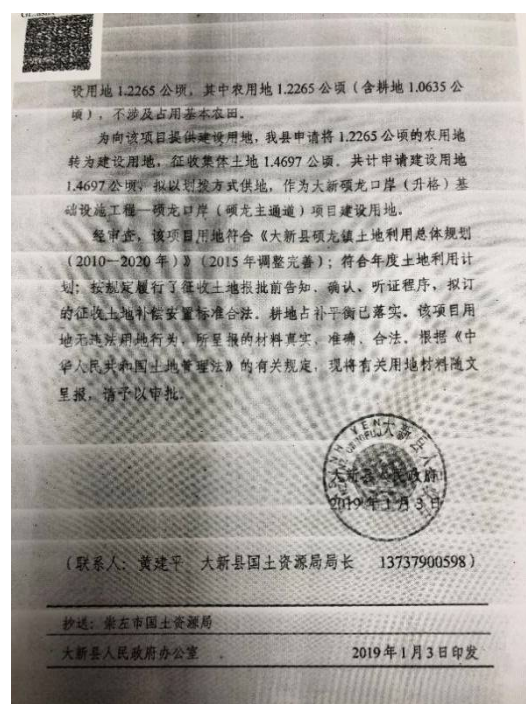 设用地 1.2265 公顷，其中农用地 1.2265 公顷（含耕地 1.0635 公
顷），不涉及占用基本农田。
为向该项目提供建设用地，我县申请将 1.2265 公顷的农用地
转为建设用地，征收集体土地 1.4697 公顷。共计申请建设用地
1.4697 公顷，拟以划拨方式供地，作为大新硕龙口岸（升格）基
础设施工程—硕龙口岸（硕龙主通道）项目建设用地。
经审查，该项目用地符合《大新县硕龙镇土地利用总体规划
（2010—2020 年）》（2015 年调整完善）；符合年度土地利用计
划；按规定履行了征收土地报批前告知、确认、听证程序，拟订
的征收土地补偿安置标准合法。耕地占补平衡已落实。该项目用
地无违法用地行为，所呈报的材料真实、准确、合法。根据《中
华人民共和国土地管理法》的有关规定，现将有关用地材料随文
呈报，请予以审批。
大新县人民政府
2019 年 1 月 3 日
（联系人：黄建平 大新县国土资源局局长 13737900598）
抄送：崇左市国土资源局
大新县人民政府办公室 2019 年 1 月 3 日印发